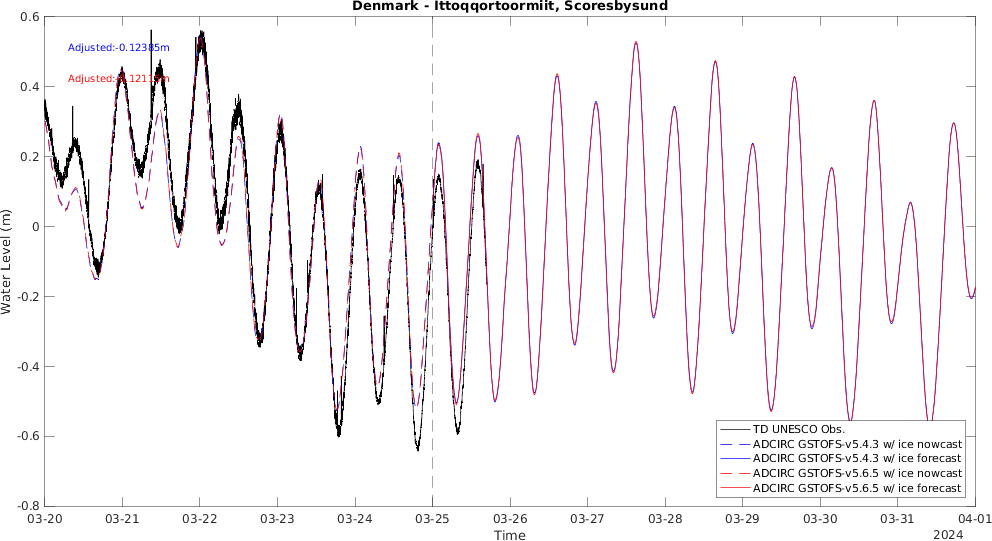 Denmark - Ittoqqortoormiit, Scoresbysund
Adjusted:-0.12385m
Water Level (m)
0.6
0.4
0.2
0
-0.2
-0.4
-0.6
-0.8
TD UNESCO Obs.
ADCIRC GSTOFS-v5.4.3 w/ ice nowcast
ADCIRC GSTOFS-v5.4.3 w/ ice forecast
ADCIRC GSTOFS-v5.6.5 w/ ice nowcast
ADCIRC GSTOFS-v5.6.5 w/ ice forecast
03-20 03-21 03-22 03-23 03-24 03-25 03-26 03-27 03-28 03-29 03-30 03-31 04-01
Time
2024